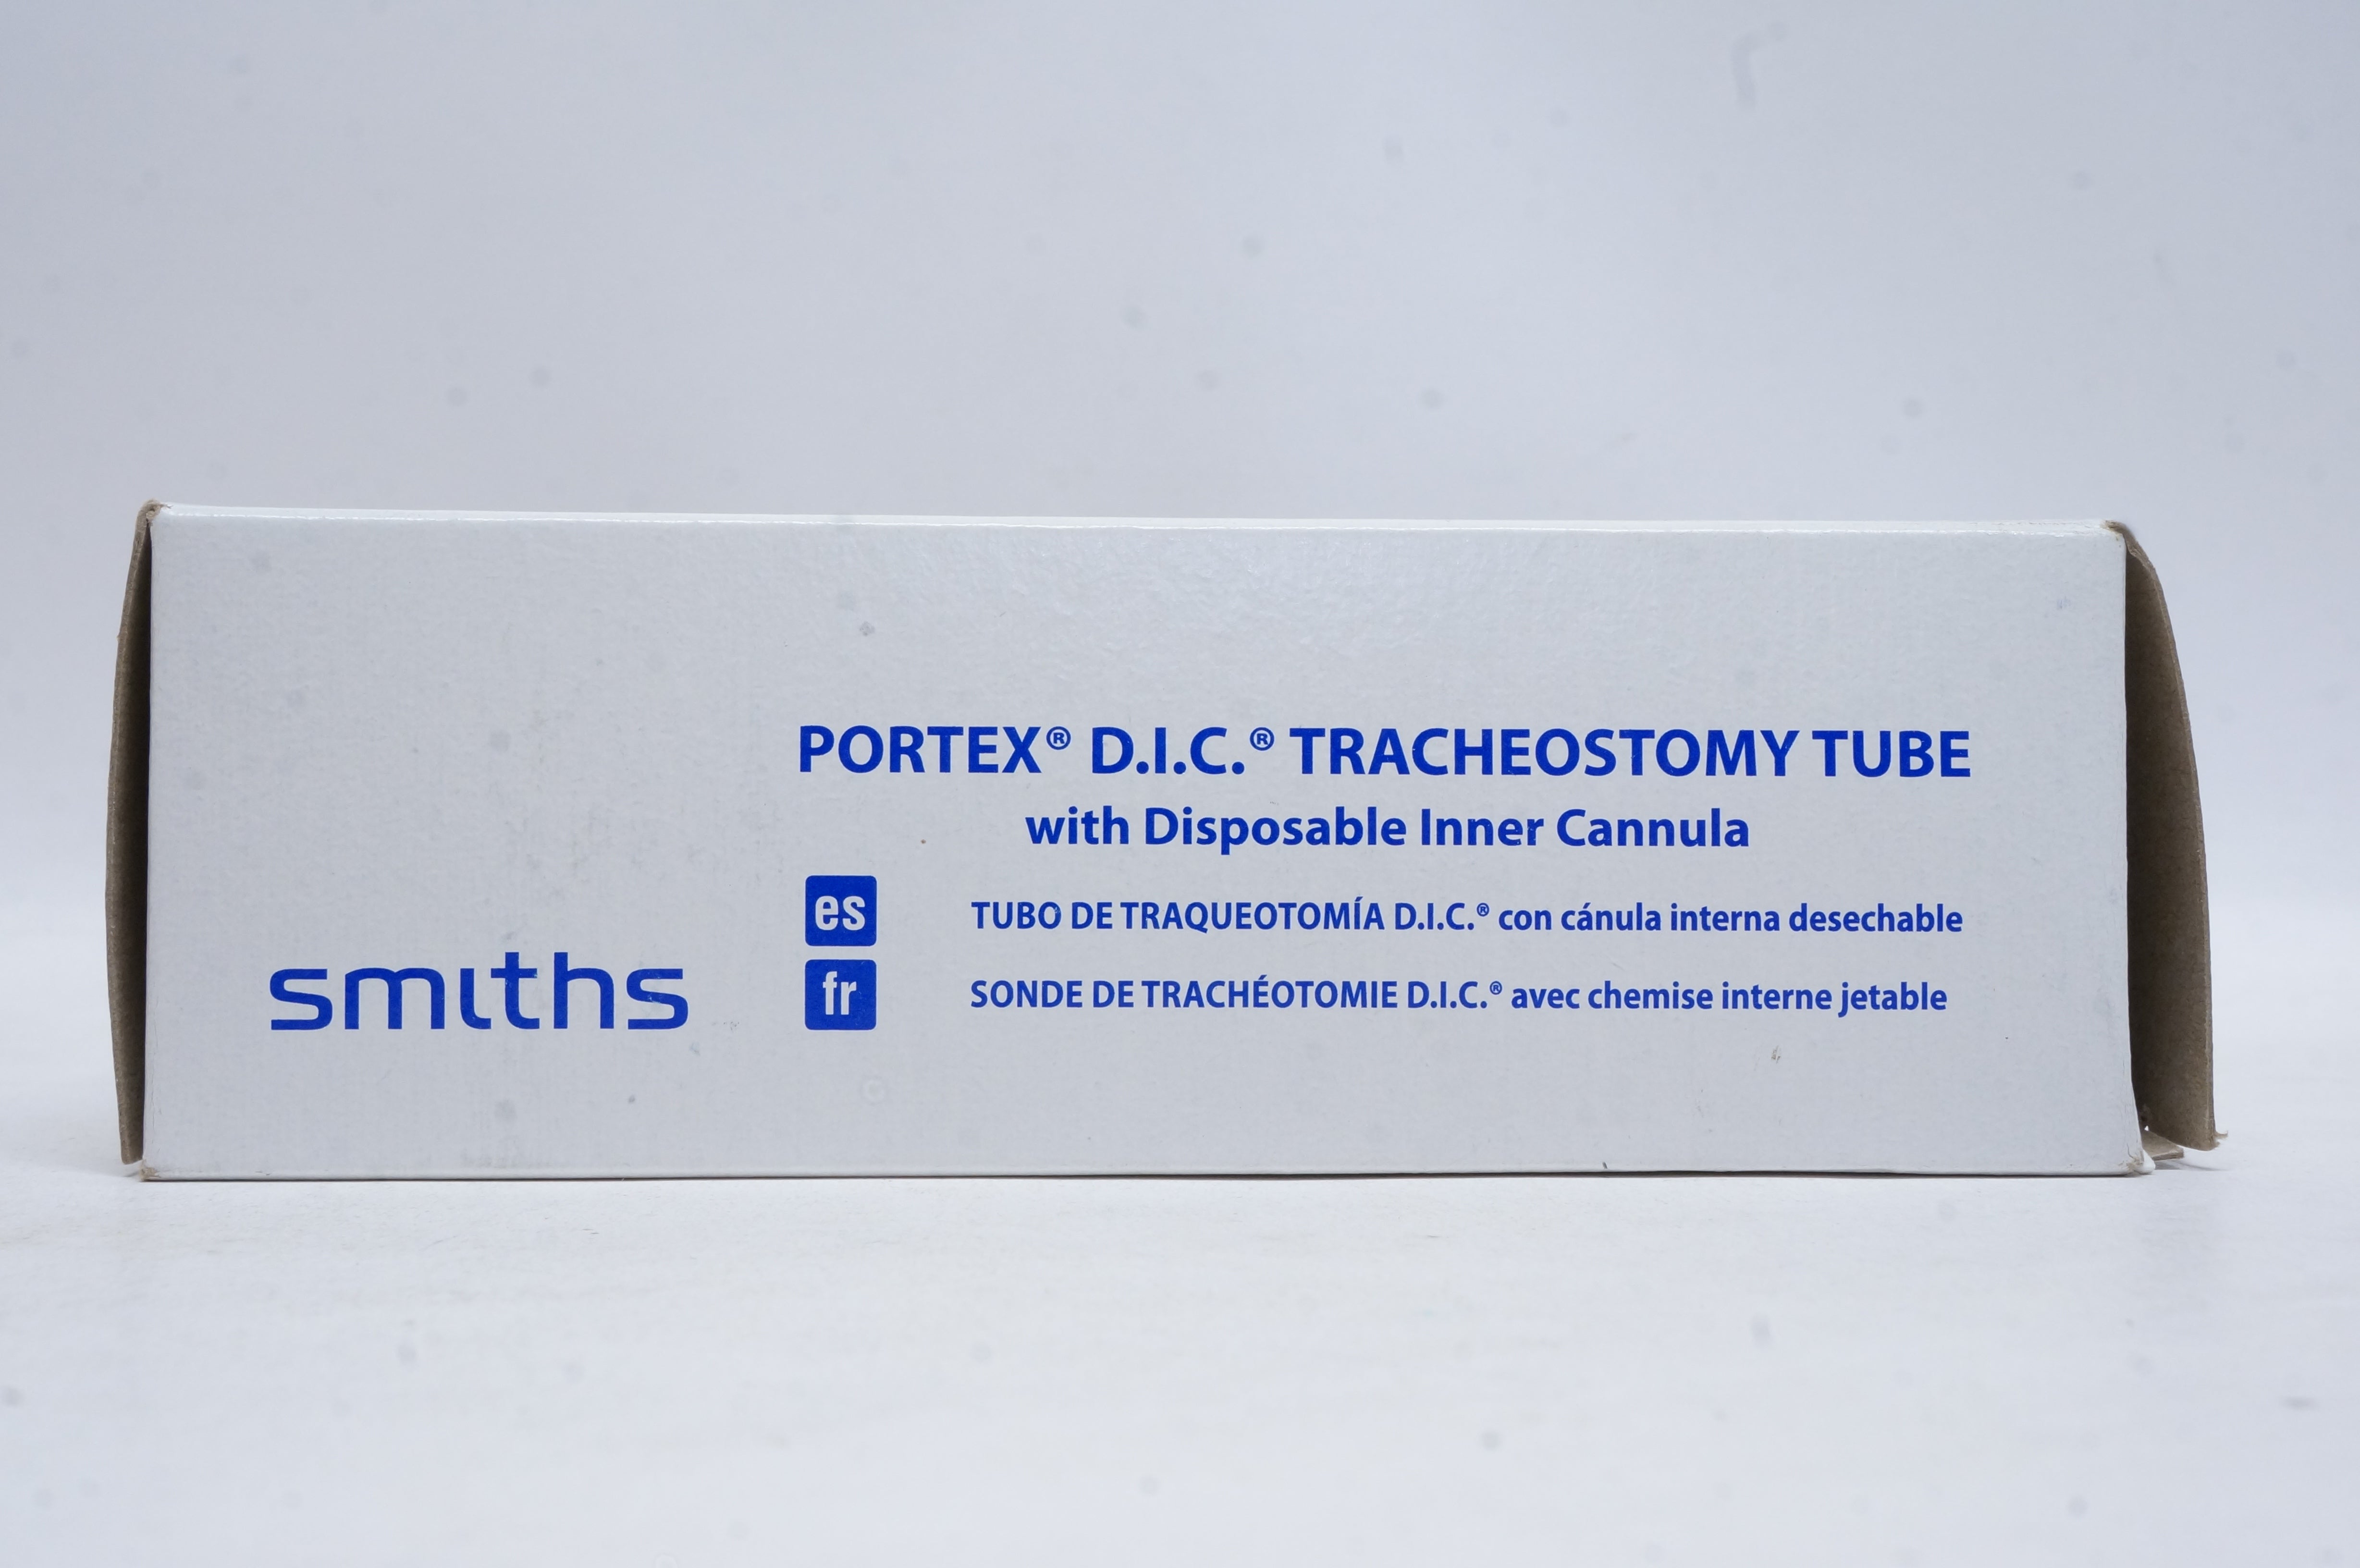 PORTEX® D.I.C.® TRACHEOSTOMY TUBE
with Disposable Inner Cannula
es TUBO DE TRAQUEOTOMÍA D.I.C.® con cánula interna desechable
fr SONDE DE TRACHÉOTOMIE D.I.C.® avec chemise interne jetable
smiths